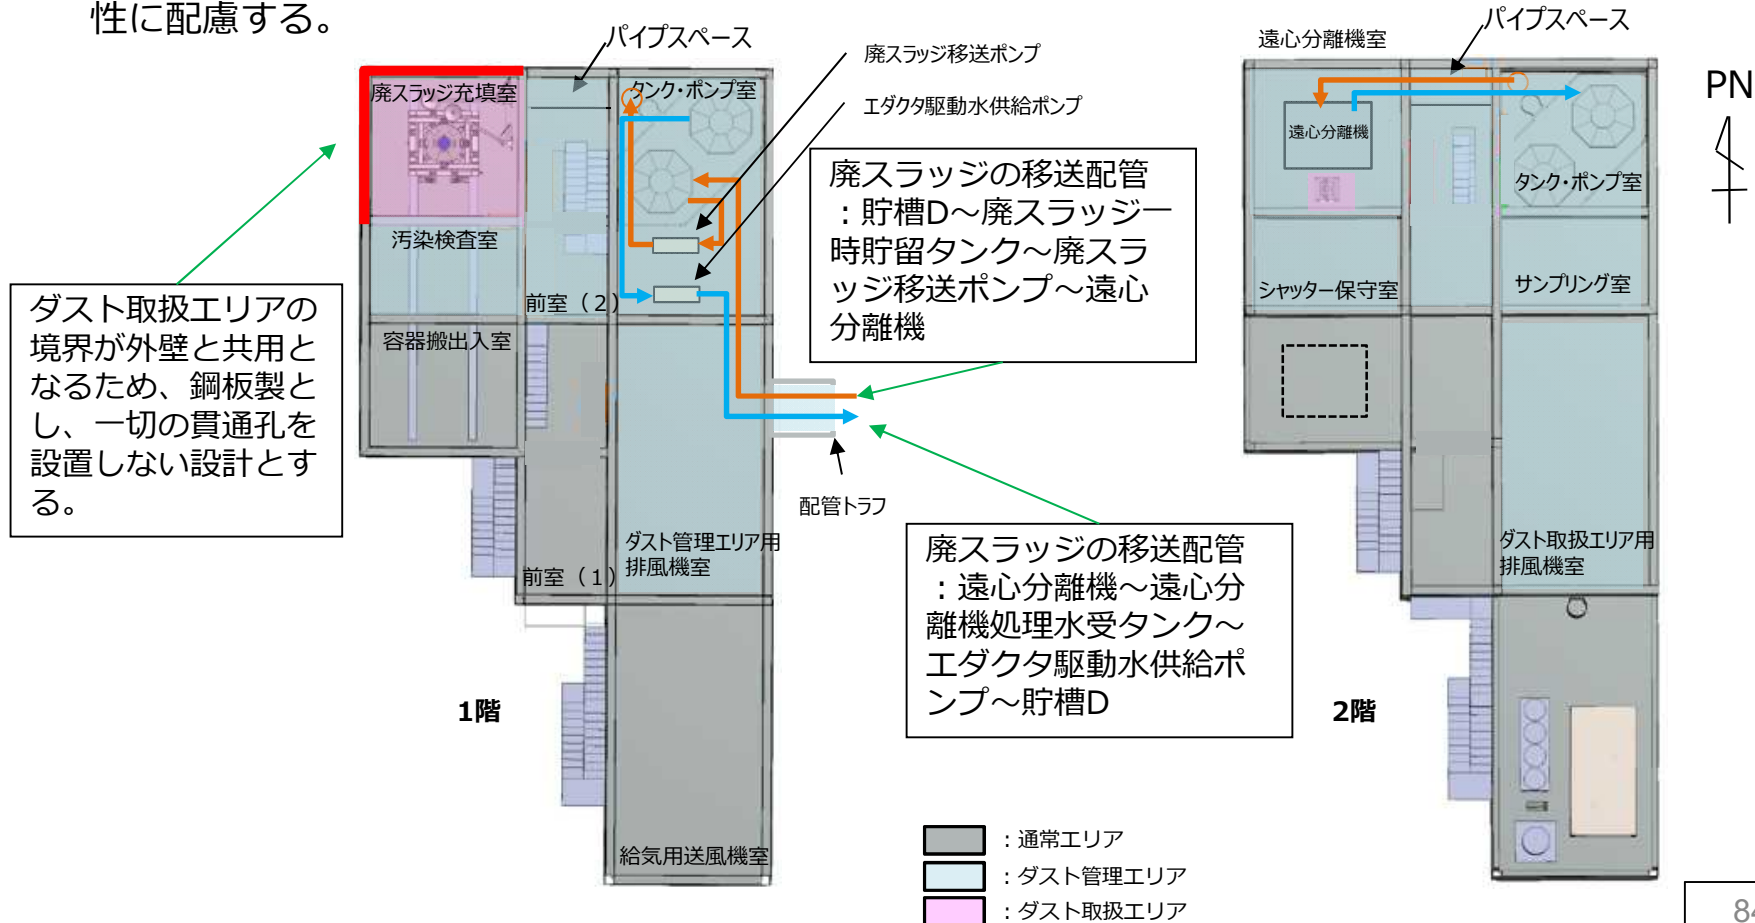 性に配慮する。
パイプスペース
廃スラッジ移送ポンプ
エダクタ駆動水供給ポンプ
廃スラッジ充填室
タンク・ポンプ室
汚染検査室
前室（2）
容器搬出入室
ダスト取扱エリアの
境界が外壁と共用と
なるため、鋼板製と
し、一切の貫通孔を
設置しない設計とす
る。
廃スラッジの移送配管
：貯槽D～廃スラッジ一
時貯留タンク～廃スラ
ッジ移送ポンプ～遠心
分離機
配管トラフ
ダスト管理エリア用
排風機室
前室（1）
廃スラッジの移送配管
：遠心分離機～遠心分
離機処理水受タンク～
エダクタ駆動水供給ポ
ンプ～貯槽D
1階
給気用送風機室
遠心分離機室
パイプスペース
PN
遠心分離機
タンク・ポンプ室
シャッター保守室
サンプリング室
ダスト取扱エリア用
排風機室
2階
：通常エリア
：ダスト管理エリア
：ダスト取扱エリア